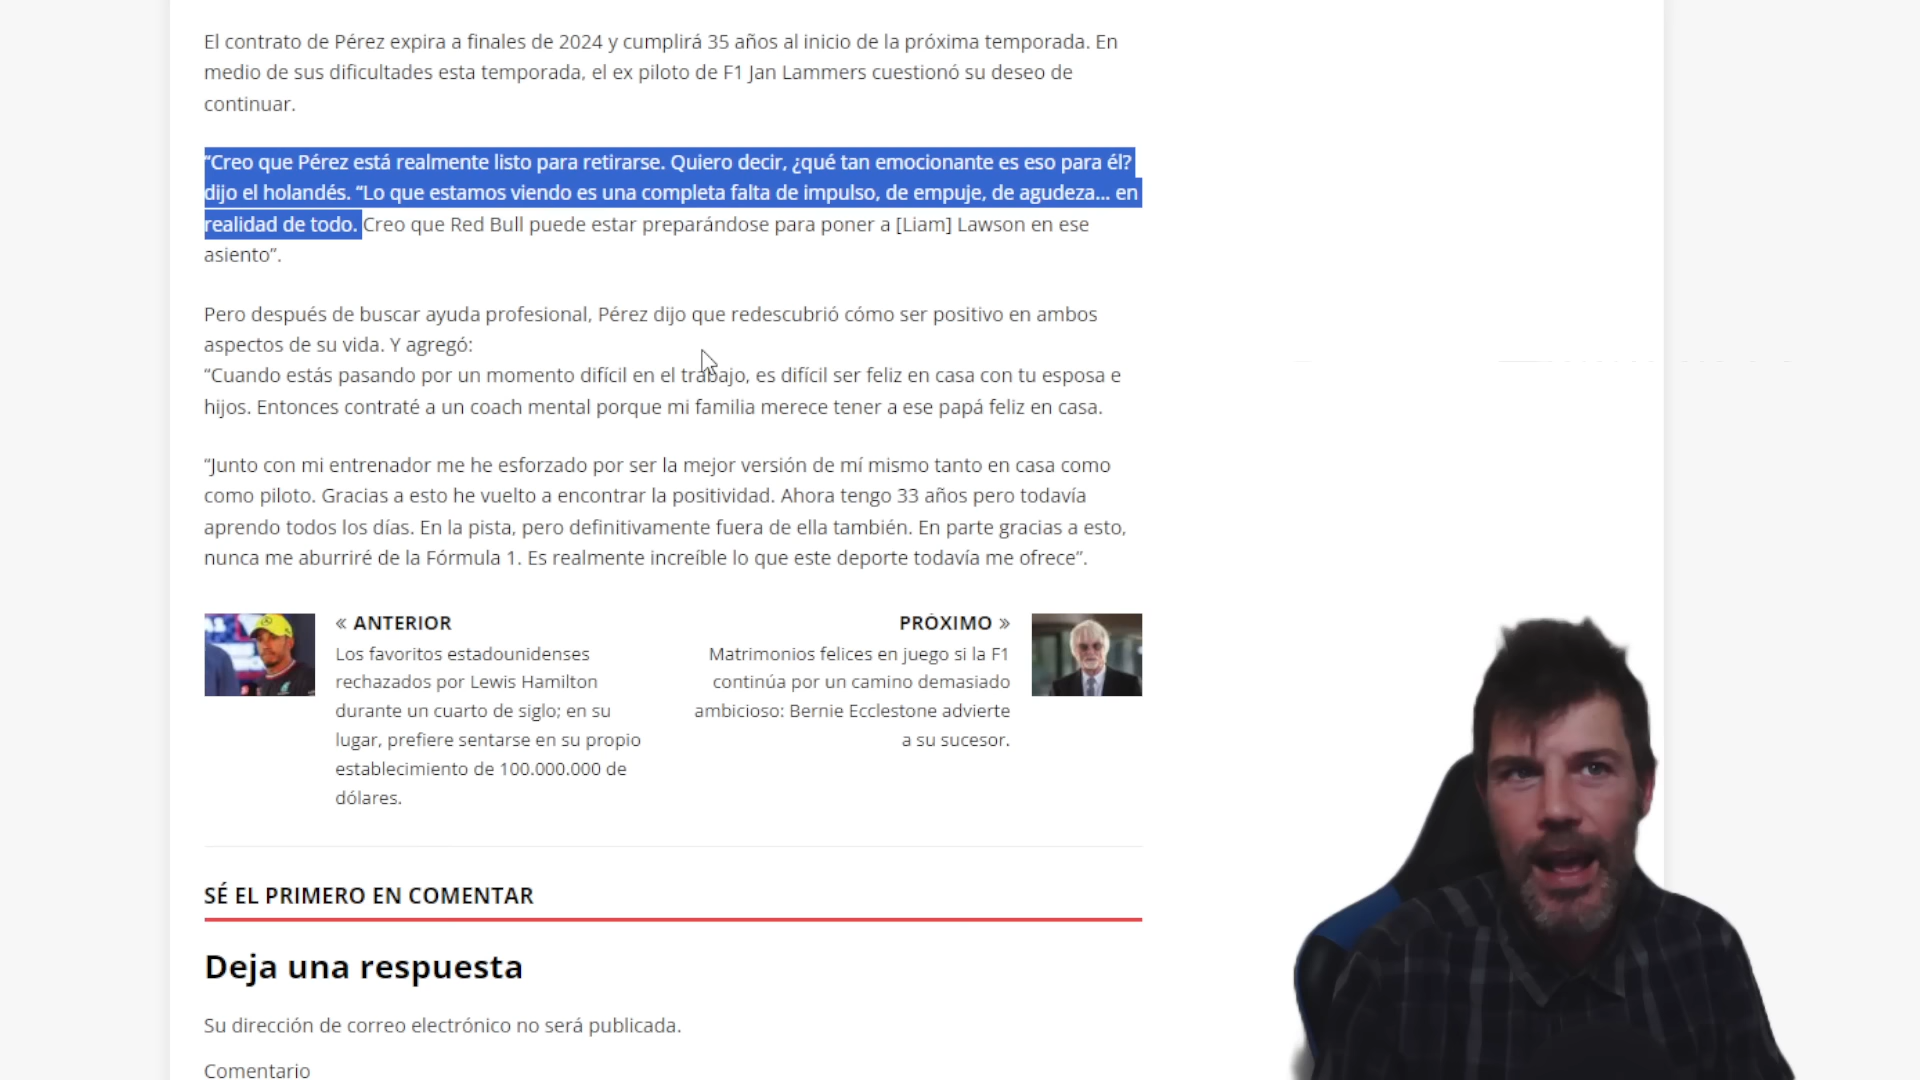 El contrato de Pérez expira a finales de 2024 y cumplirá 35 años al inicio de la próxima temporada. En
medio de sus dificultades esta temporada, el ex piloto de F1 Jan Lammers cuestionó su deseo de
continuar.
“Creo que Pérez está realmente listo para retirarse. Quiero decir, ¿qué tan emocionante es eso para él?
dijo el holandés. “Lo que estamos viendo es una completa falta de impulso, de empuje, de agudeza... en
realidad de todo. Creo que Red Bull puede estar preparándose para poner a [Liam] Lawson en ese
asiento”.
Pero después de buscar ayuda profesional, Pérez dijo que redescubrió cómo ser positivo en ambos
aspectos de su vida. Y agregó:
“Cuando estás pasando por un momento difícil en el trabajo, es difícil ser feliz en casa con tu esposa e
hijos. Entonces contraté a un coach mental porque mi familia merece tener a ese papá feliz en casa.
“Junto con mi entrenador me he esforzado por ser la mejor versión de mí mismo tanto en casa como
como piloto. Gracias a esto he vuelto a encontrar la positividad. Ahora tengo 33 años pero todavía
aprendo todos los días. En la pista, pero definitivamente fuera de ella también. En parte gracias a esto,
nunca me aburriré de la Fórmula 1. Es realmente increíble lo que este deporte todavía me ofrece”.
« ANTERIOR
Los favoritos estadounidenses
rechazados por Lewis Hamilton
durante un cuarto de siglo; en su
lugar, prefiere sentarse en su propio
establecimiento de 100.000.000 de
dólares.
PRÓXIMO »
Matrimonios felices en juego si la F1
continúa por un camino demasiado
ambicioso: Bernie Ecclestone advierte
a su sucesor.
SÉ EL PRIMERO EN COMENTAR
Deja una respuesta
Su dirección de correo electrónico no será publicada.
Comentario